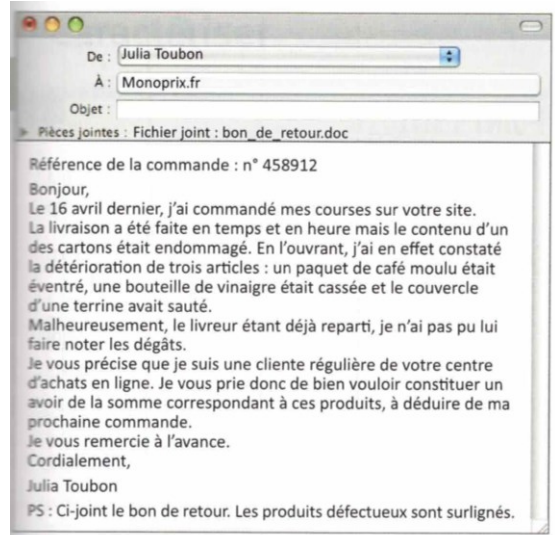 De : Julia Toubon
À : Monoprix.fr
Objet :
Pièces jointes : Fichier joint : bon_de_retour.doc
Référence de la commande : n° 458912
Bonjour,
Le 16 avril dernier, j'ai commandé mes courses sur votre site.
La livraison a été faite en temps et en heure mais le contenu d'un
des cartons était endommagé. En l'ouvrant, j'ai en effet constaté
la détérioration de trois articles : un paquet de café moulu était
éventré, une bouteille de vinaigre était cassée et le couvercle
d'une terrine avait sauté.
Malheureusement, le livreur étant déjà reparti, je n'ai pas pu lui
faire noter les dégâts.
Je vous précise que je suis une cliente régulière de votre centre
d'achats en ligne. Je vous prie donc de bien vouloir constituer un
avoir de la somme correspondant à ces produits, à déduire de ma
prochaine commande.
Je vous remercie à l'avance.
Cordialement,
Julia Toubon
PS : Ci-joint le bon de retour. Les produits défectueux sont surlignés.